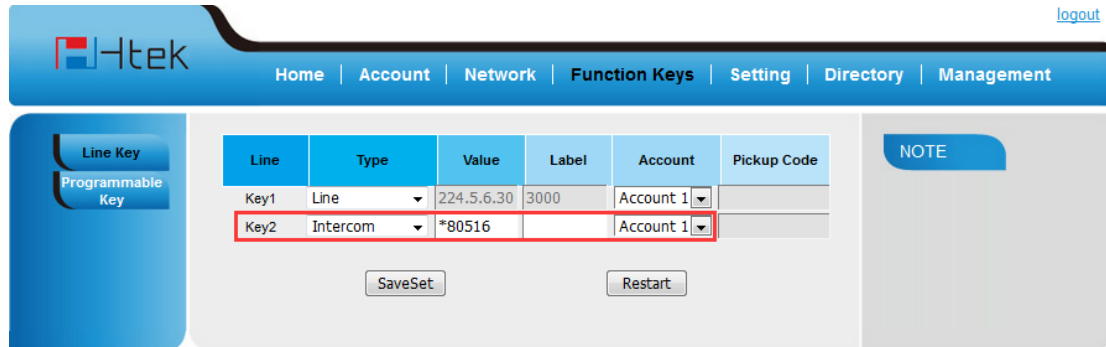 logout
Htek
Home | Account | Network | Function Keys | Setting | Directory | Management
Line Key
Programmable Key
Line Type Value Label Account Pickup Code
Key1 Line 224.5.6.30 3000 Account 1
Key2 Intercom *80516 Account 1
SaveSet Restart
NOTE